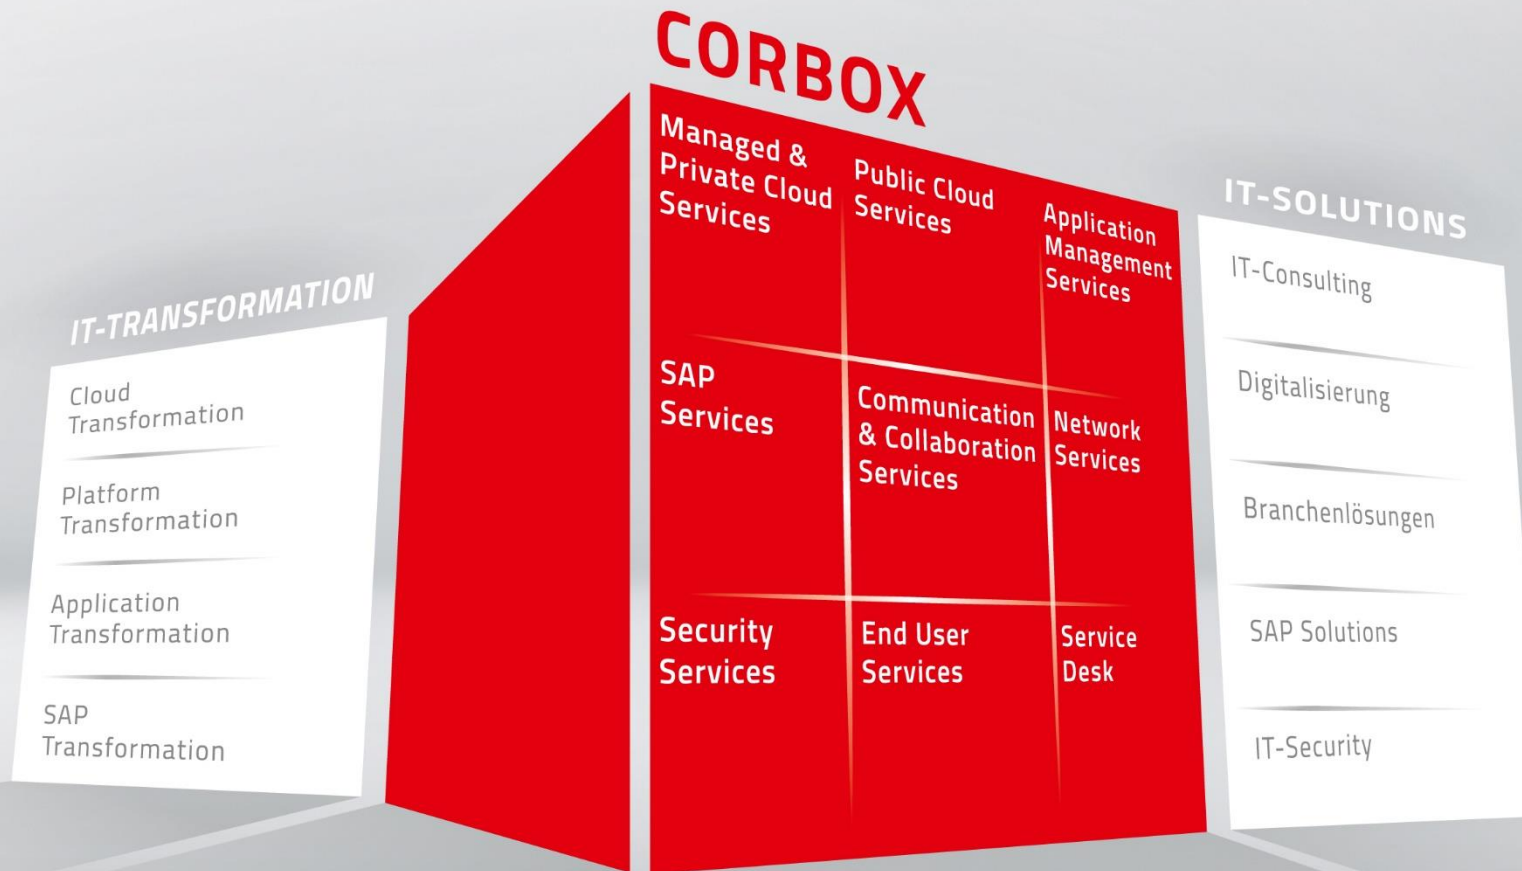 CORBOX
IT-TRANSFORMATION
Cloud
Transformation
Platform
Transformation
Application
Transformation
SAP
Transformation
Managed &
Private Cloud
Services
Public Cloud
Services
Application
Management
Services
SAP
Services
Communication
& Collaboration
Services
Network
Services
Security
Services
End User
Services
Service
Desk
IT-SOLUTIONS
IT-Consulting
Digitalisierung
Branchenlösungen
SAP Solutions
IT-Security